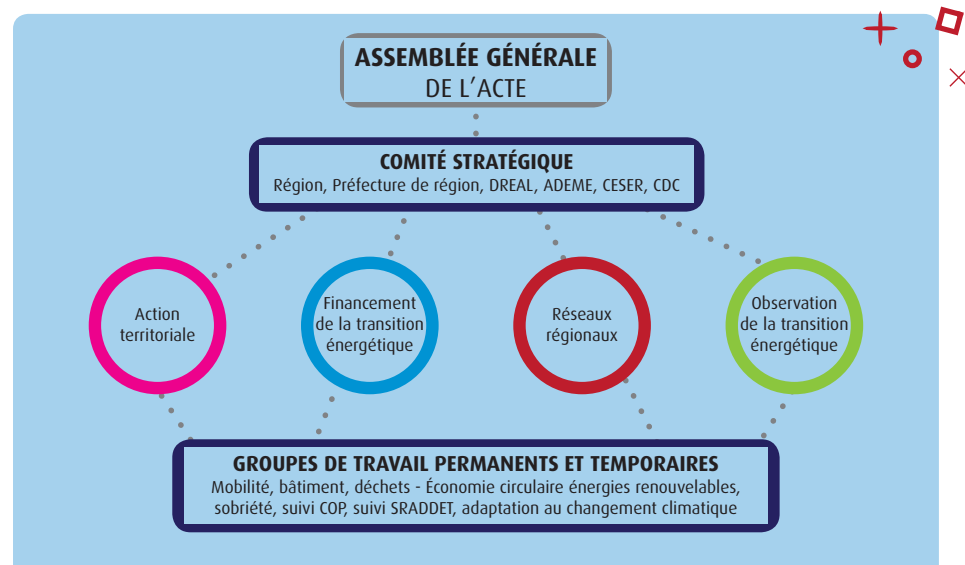 ASSEMBLÉE GÉNÉRALE
DE L'ACTE
COMITÉ STRATÉGIQUE
Région, Préfecture de région, DREAL, ADEME, CESER, CDC
Action
territoriale
Financement
de la transition
énergétique
Réseaux
régionaux
Observation
de la transition
énergétique
GROUPES DE TRAVAIL PERMANENTS ET TEMPORAIRES
Mobilité, bâtiment, déchets - Économie circulaire énergies renouvelables,
sobriété, suivi COP, suivi SRADDET, adaptation au changement climatique